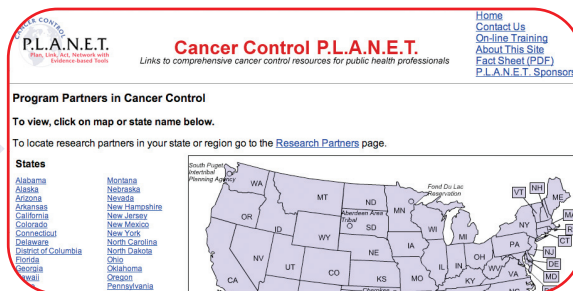 CANCER CONTROL
P.L.A.N.E.T.
Plan, Link, Act, Network with
Evidence-based Tools
Cancer Control P.L.A.N.E.T.
Links to comprehensive cancer control resources for public health professionals
Home
Contact Us
On-line Training
About This Site
Fact Sheet (PDF)
P.L.A.N.E.T. Sponsors
Program Partners in Cancer Control
To view, click on map or state name below.
To locate research partners in your state or region go to the Research Partners page.
States
Alabama
Alaska
Arizona
Arkansas
California
Colorado
Connecticut
Delaware
District of Columbia
Florida
Georgia
Montana
Nebraska
Nevada
New Hampshire
New Jersey
New Mexico
New York
North Carolina
North Dakota
Ohio
Oklahoma
Oregon
Pennsylvania
South Puget
Intertribal
Planning Agency
WA
MT
ND
MN
Fond Du Lac
Reservation
VT
NH
ME
OR
ID
WY
Aberdeen Area
Tribal
SD
WI
MI
NY
CT
NV
UT
CO
NE
IA
IL
IN
OH
PA
NJ
DE
MD
CA
KS
MO
KY
WV
VA